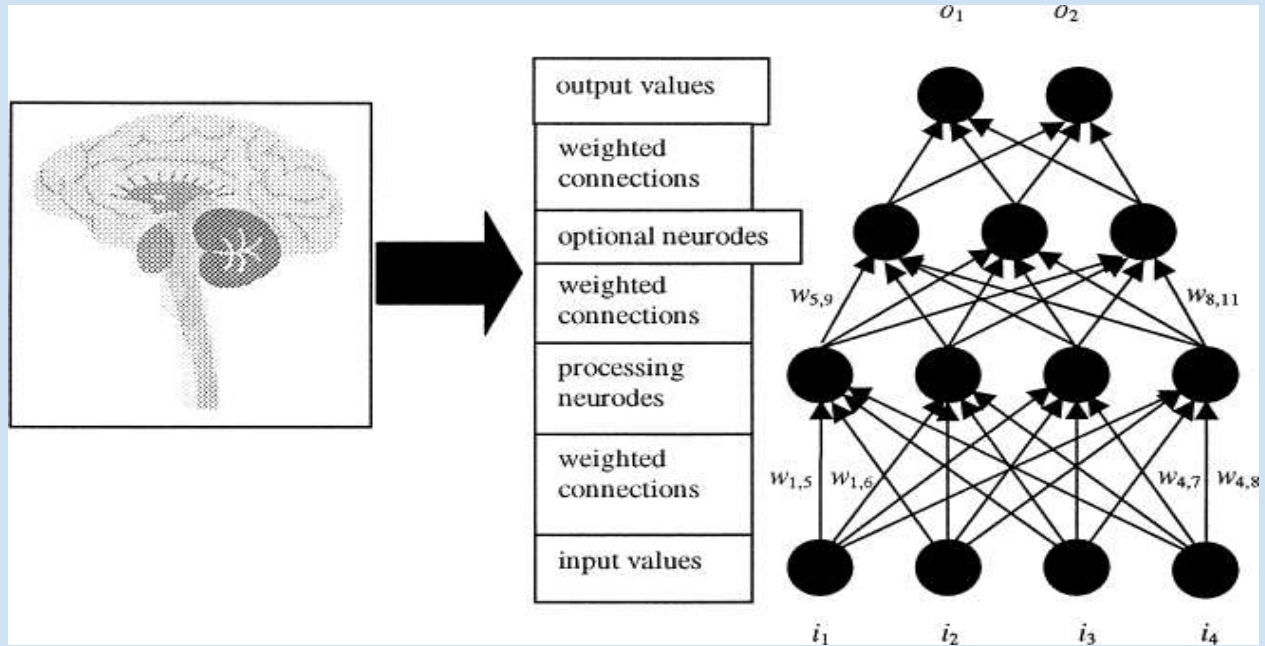 o₁ o₂
output values
weighted
connections
optional neurodes
weighted
connections
w₅,₉ w₈,₁₁
processing
neurodes
weighted
connections
w₁,₅ w₁,₆ w₄,₇ w₄,₈
input values
i₁ i₂ i₃ i₄